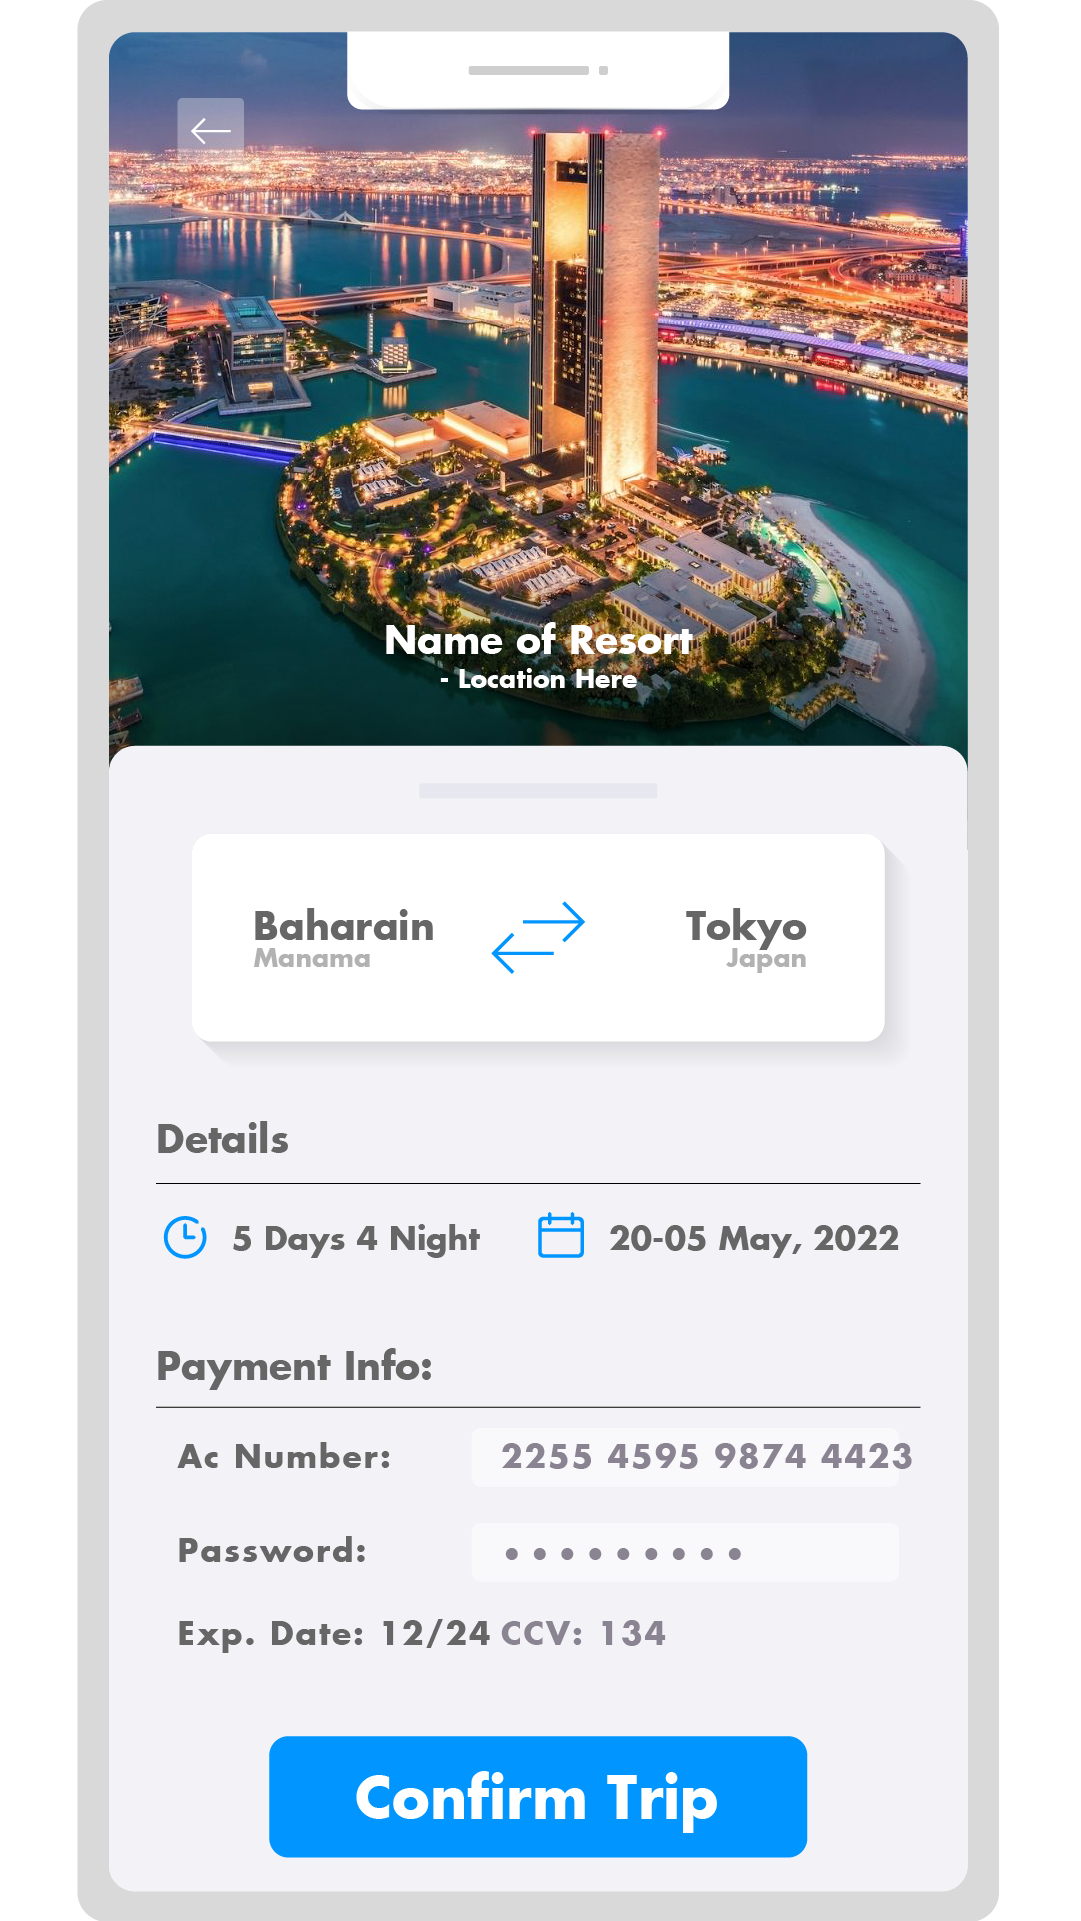 Name of Resort
- Location Here
Baharain
Manama
Tokyo
Japan
Details
5 Days 4 Night
20-05 May, 2022
Payment Info:
Ac Number: 2255 4595 9874 4423
Password: •••••••••
Exp. Date: 12/24 CCV: 134
Confirm Trip